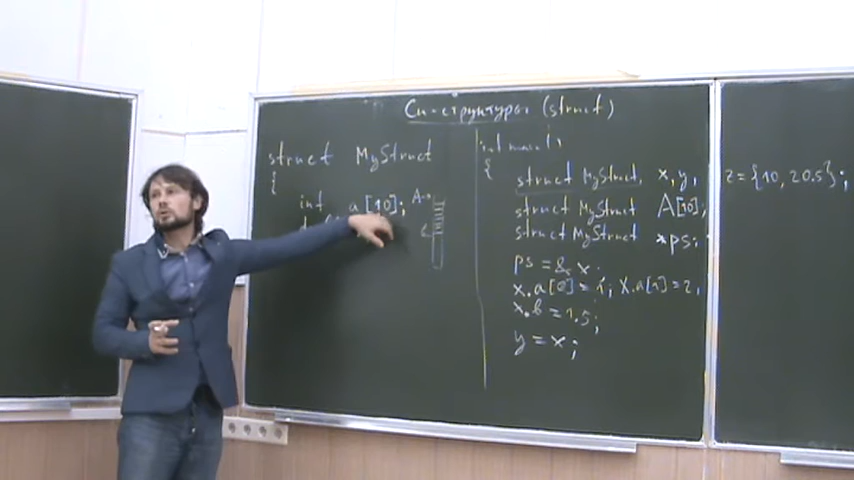 Си-структуры (struct)
struct MyStruct
{
int a[10];
int main()
{
struct MyStruct, x, y, z={10, 20.5};
struct MyStruct A[10];
struct MyStruct *ps;
ps = &x;
x.a[0]=1; x.a[1]=2;
x.b = 1.5;
y = x;